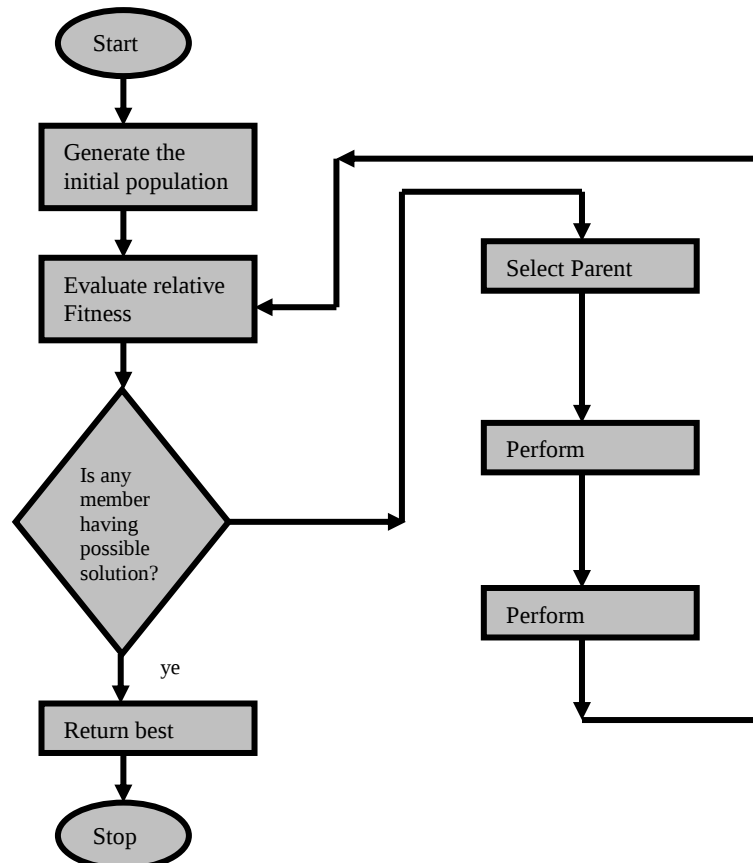 Start
Generate the
initial population
Evaluate relative
Fitness
Is any
member
having
possible
solution?
ye
Return best
Stop
Select Parent
Perform
Perform